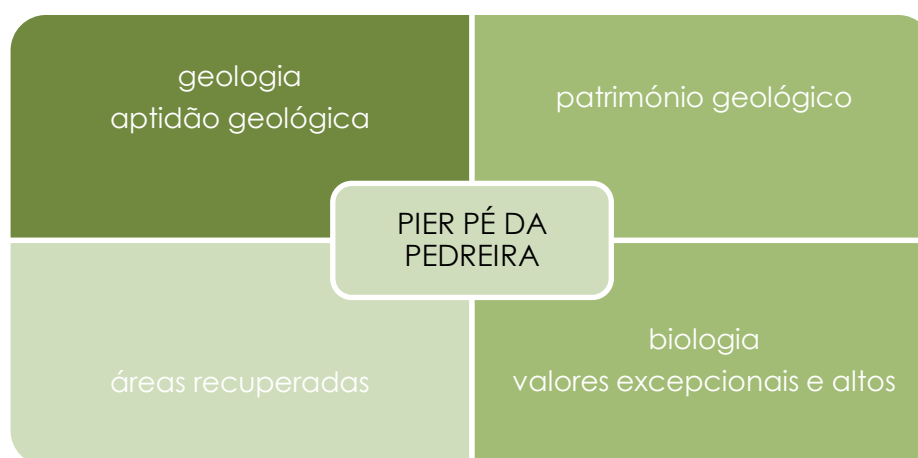 geologia
aptidão geológica
património geológico
PIER PÉ DA
PEDREIRA
áreas recuperadas
biologia
valores excepcionais e altos